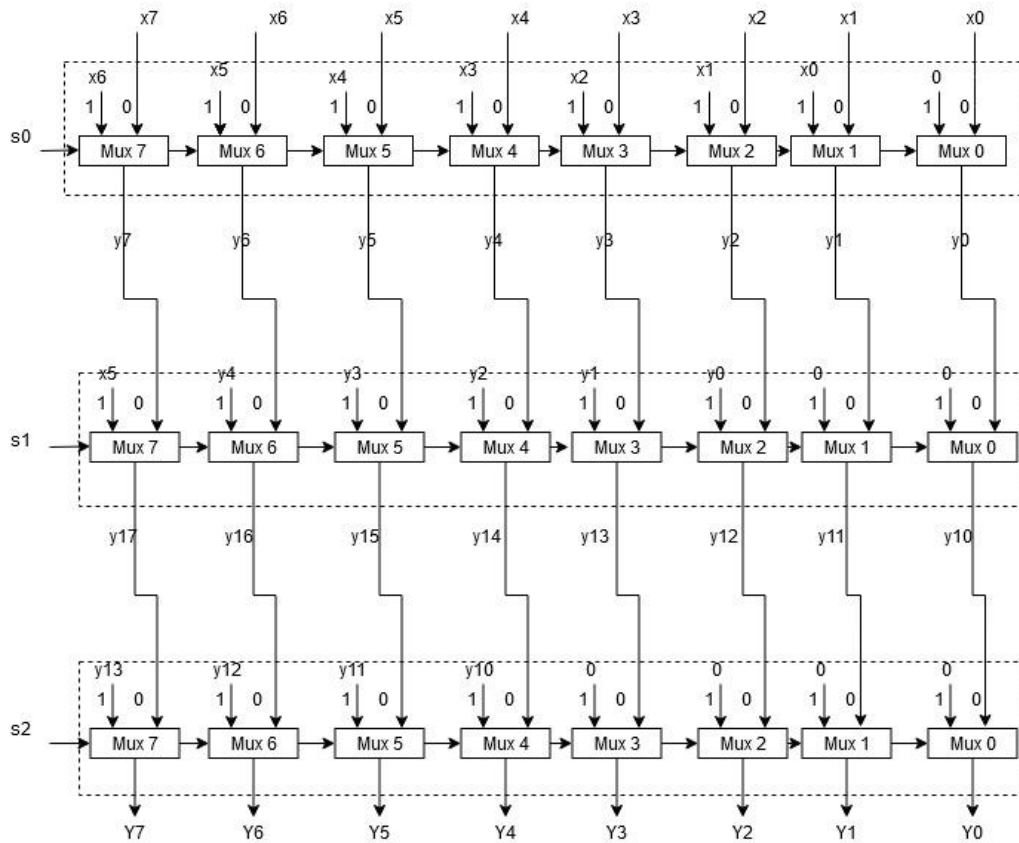 x7 x6 x5 x4 x3 x2 x1 x0
x6 x5 x4 x3 x2 x1 x0 0
1 0 1 0 1 0 1 0 1 0 1 0 1 0 1 0
s0 Mux 7 Mux 6 Mux 5 Mux 4 Mux 3 Mux 2 Mux 1 Mux 0
y7 y6 y5 y4 y3 y2 y1 y0
x5 y4 y3 y2 y1 y0 0 0
1 0 1 0 1 0 1 0 1 0 1 0 1 0 1 0
s1 Mux 7 Mux 6 Mux 5 Mux 4 Mux 3 Mux 2 Mux 1 Mux 0
y17 y16 y15 y14 y13 y12 y11 y10
y13 y12 y11 y10 0 0 0 0
1 0 1 0 1 0 1 0 1 0 1 0 1 0 1 0
s2 Mux 7 Mux 6 Mux 5 Mux 4 Mux 3 Mux 2 Mux 1 Mux 0
Y7 Y6 Y5 Y4 Y3 Y2 Y1 Y0